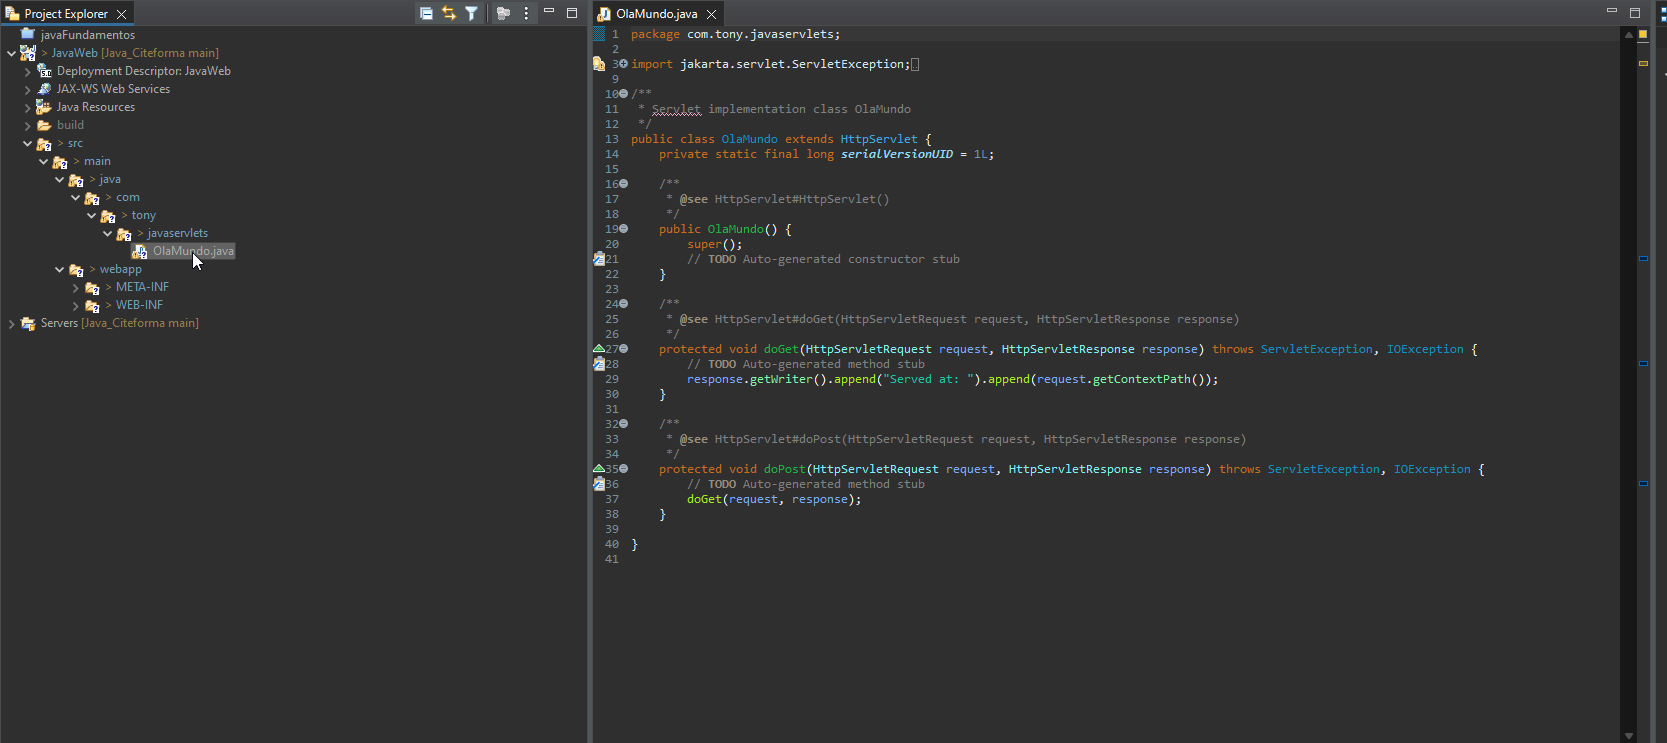 Project Explorer
javaFundamentos
> JavaWeb [Java_Citeforma main]
Deployment Descriptor: JavaWeb
JAX-WS Web Services
Java Resources
build
> src
> main
> java
> com
> tony
> javaservlets
OlaMundo.java
> webapp
> META-INF
> WEB-INF
Servers [Java_Citeforma main]
OlaMundo.java
1 package com.tony.javaservlets;
2
3 import jakarta.servlet.ServletException;
9
10 /**
11  * Servlet implementation class OlaMundo
12  */
13 public class OlaMundo extends HttpServlet {
14     private static final long serialVersionUID = 1L;
15
16     /**
17      * @see HttpServlet#HttpServlet()
18      */
19     public OlaMundo() {
20         super();
21         // TODO Auto-generated constructor stub
22     }
23
24     /**
25      * @see HttpServlet#doGet(HttpServletRequest request, HttpServletResponse response)
26      */
27     protected void doGet(HttpServletRequest request, HttpServletResponse response) throws ServletException, IOException {
28         // TODO Auto-generated method stub
29         response.getWriter().append("Served at: ").append(request.getContextPath());
30     }
31
32     /**
33      * @see HttpServlet#doPost(HttpServletRequest request, HttpServletResponse response)
34      */
35     protected void doPost(HttpServletRequest request, HttpServletResponse response) throws ServletException, IOException {
36         // TODO Auto-generated method stub
37         doGet(request, response);
38     }
39
40 }
41